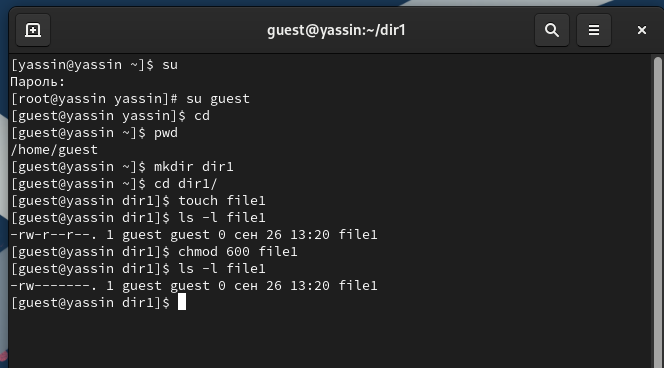 guest@yassin:~/dir1
[yassin@yassin ~]$ su
Пароль:
[root@yassin yassin]# su guest
[guest@yassin yassin]$ cd
[guest@yassin ~]$ pwd
/home/guest
[guest@yassin ~]$ mkdir dir1
[guest@yassin ~]$ cd dir1/
[guest@yassin dir1]$ touch file1
[guest@yassin dir1]$ ls -l file1
-rw-r--r--. 1 guest guest 0 сен 26 13:20 file1
[guest@yassin dir1]$ chmod 600 file1
[guest@yassin dir1]$ ls -l file1
-rw-------. 1 guest guest 0 сен 26 13:20 file1
[guest@yassin dir1]$